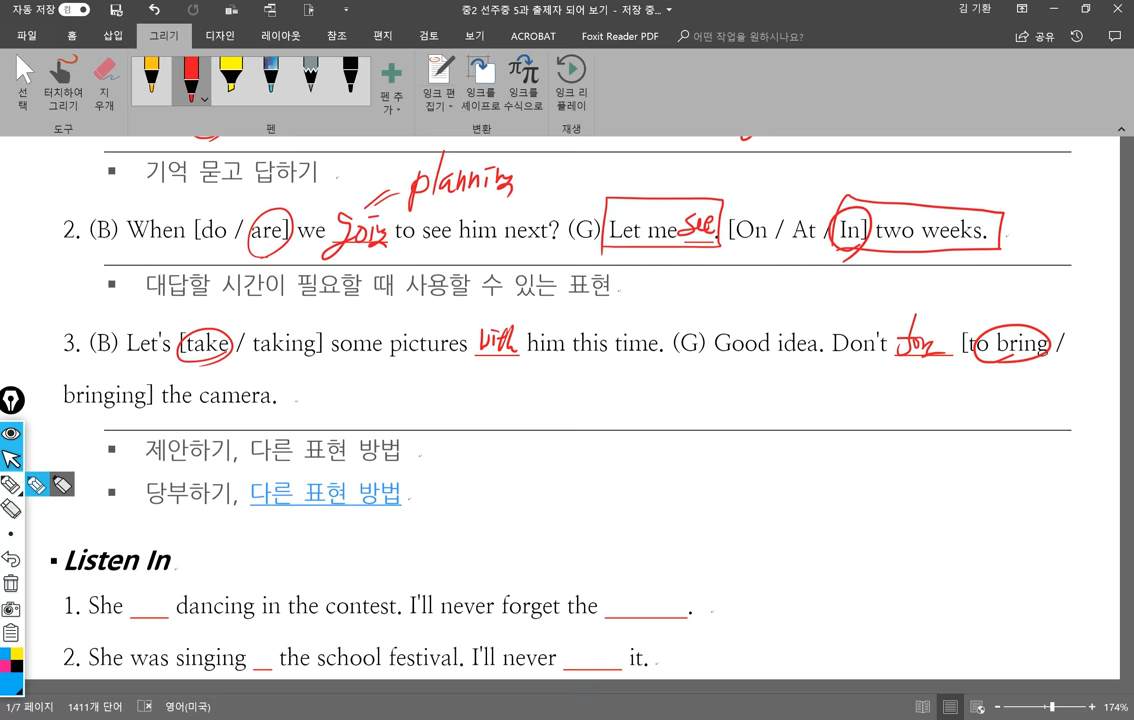 자동 저장 중2 선주중 5과 출제자 되어 보기 - 저장 중... 김 기환
파일 홈 삽입 그리기 디자인 레이아웃 참조 편지 검토 보기 ACROBAT Foxit Reader PDF 어떤 작업을 원하시나요? 공유
선택 터치하여 그리기 지우개 펜 추가 잉크 편집기 잉크를 셰이프로 잉크를 수식으로 잉크 리플레이
도구 펜 변환 재생
▪ 기억 묻고 답하기
planning
2. (B) When [do / are] we going to see him next? (G) Let me see. [On / At / In] two weeks.
▪ 대답할 시간이 필요할 때 사용할 수 있는 표현
3. (B) Let's [take / taking] some pictures with him this time. (G) Good idea. Don't [to bring /
bringing] the camera.
▪ 제안하기, 다른 표현 방법
▪ 당부하기, 다른 표현 방법
▪ Listen In
1. She ____ dancing in the contest. I'll never forget the ________.
2. She was singing __ the school festival. I'll never ______ it.
1/7 페이지 1411개 단어 영어(미국) 174%